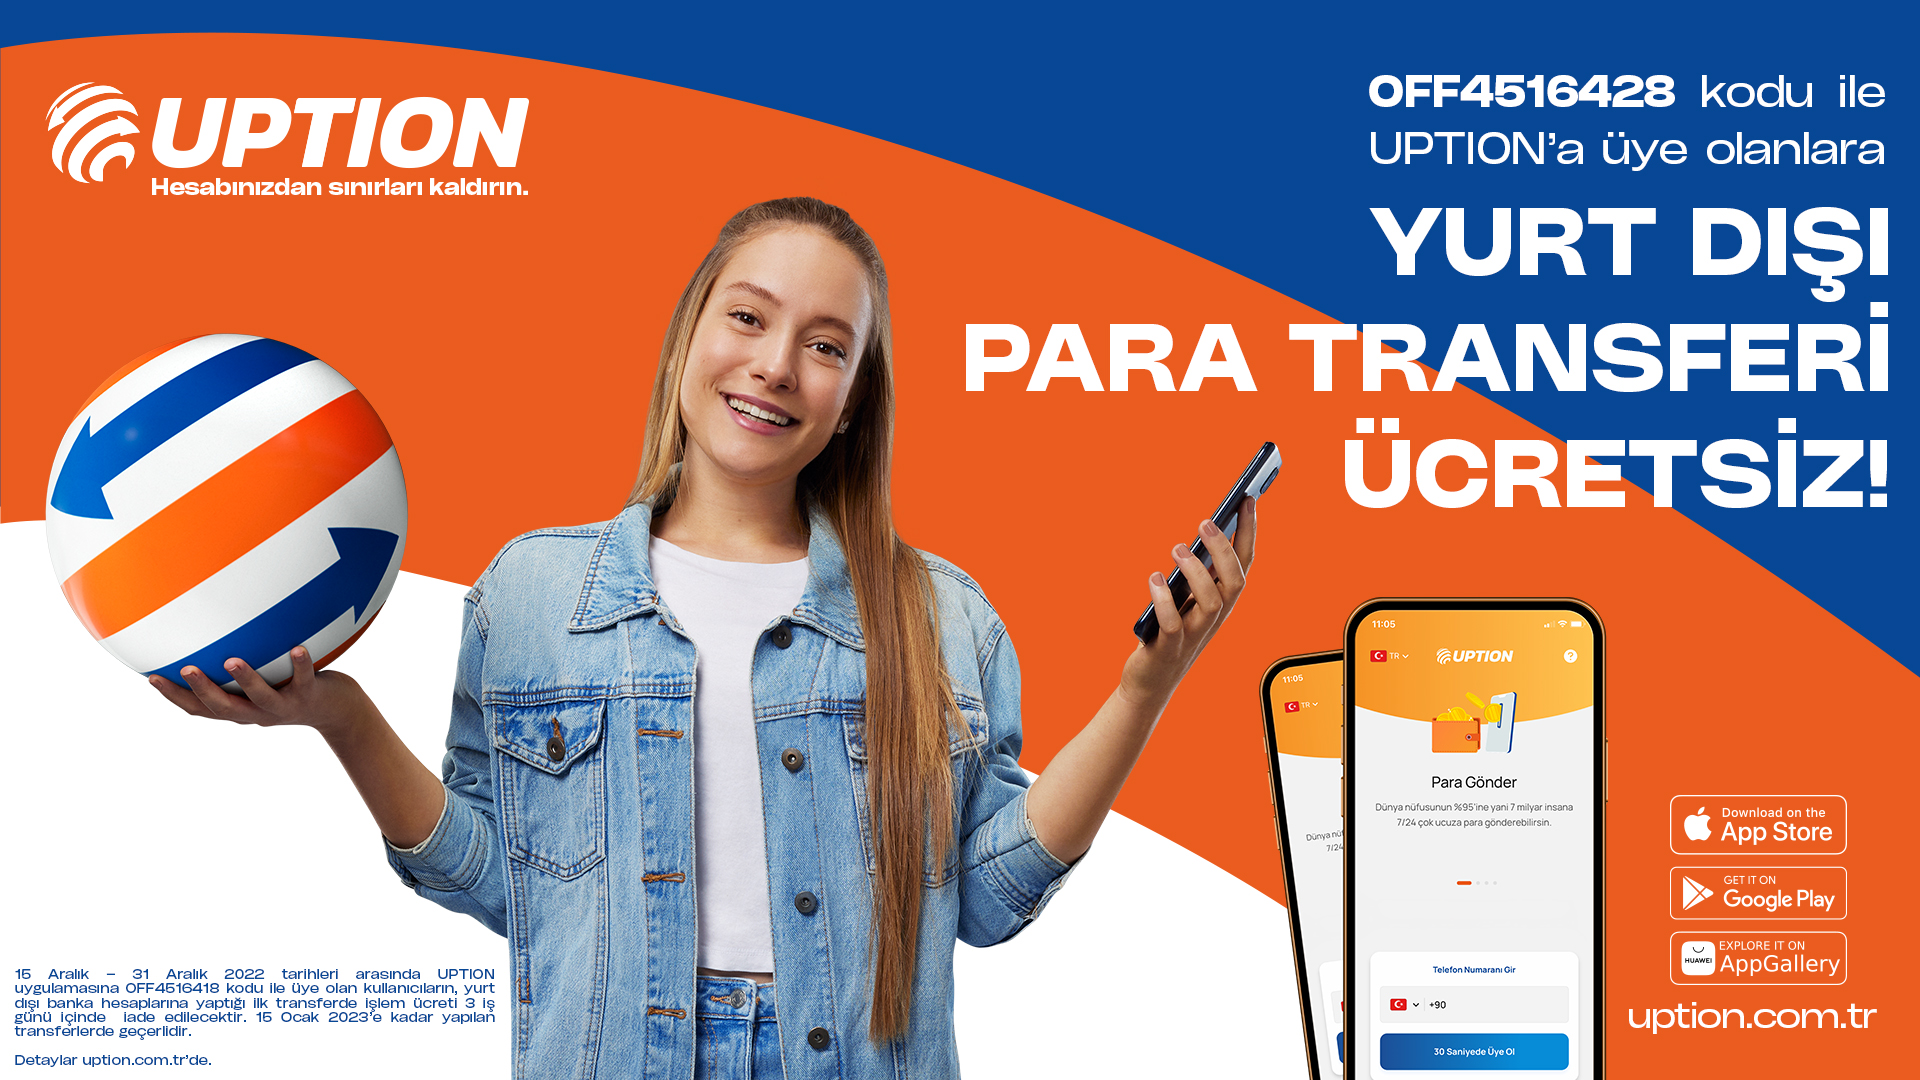 UPTION
Hesabınızdan sınırları kaldırın.
OFF4516428 kodu ile
UPTION'a üye olanlara
YURT DIŞI
PARA TRANSFERİ
ÜCRETSİZ!
11:05
TR
Dünya nü
7/24
11:05
TR
UPTION
?
Para Gönder
Dünya nüfusunun %95'ine yani 7 milyar insana
7/24 çok ucuza para gönderebilirsin.
Telefon Numaranı Gir
+90
30 Saniyede Üye Ol
Download on the
App Store
GET IT ON
Google Play
HUAWEI
EXPLORE IT ON
AppGallery
uption.com.tr
15 Aralık – 31 Aralık 2022 tarihleri arasında UPTION
uygulamasına OFF4516418 kodu ile üye olan kullanıcıların, yurt
dışı banka hesaplarına yaptığı ilk transferde işlem ücreti 3 iş
günü içinde iade edilecektir. 15 Ocak 2023'e kadar yapılan
transferlerde geçerlidir.
Detaylar uption.com.tr'de.